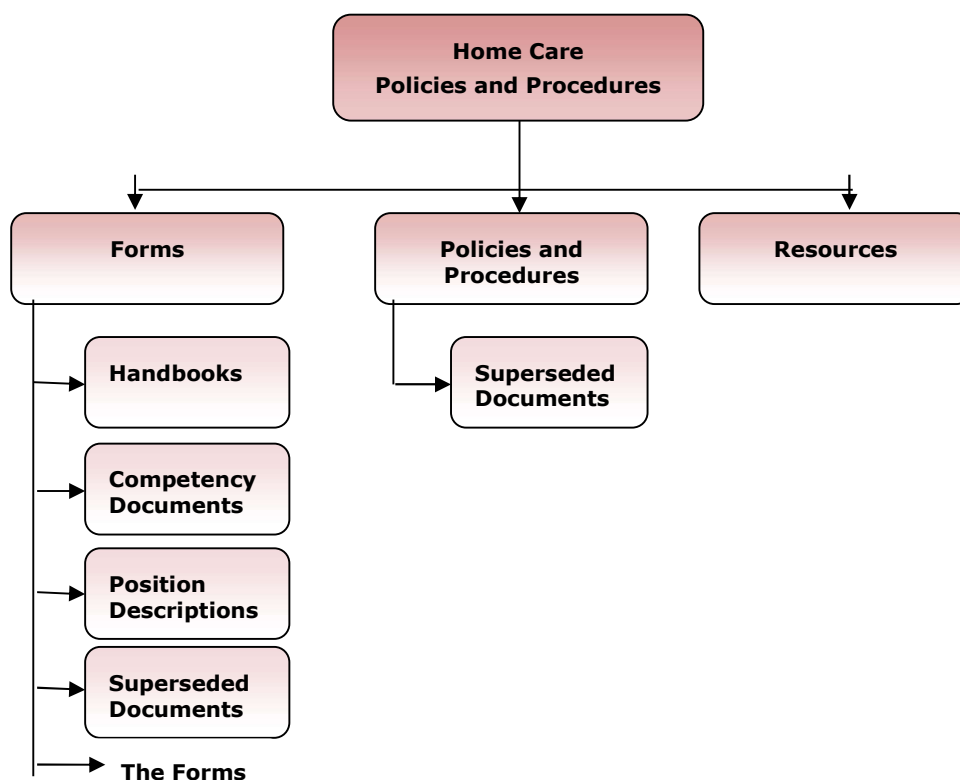 Home Care
Policies and Procedures
Forms
Policies and
Procedures
Resources
Handbooks
Superseded
Documents
Competency
Documents
Position
Descriptions
Superseded
Documents
The Forms